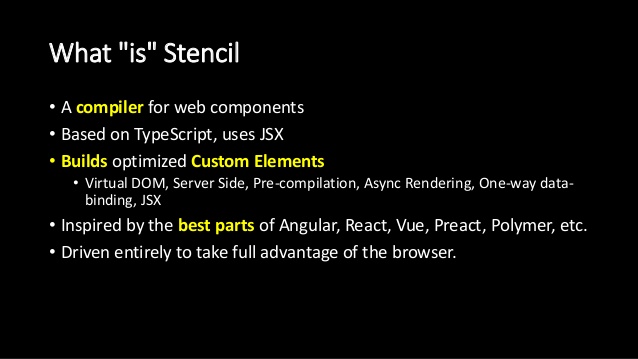 What "is" Stencil
• A compiler for web components
• Based on TypeScript, uses JSX
• Builds optimized Custom Elements
• Virtual DOM, Server Side, Pre-compilation, Async Rendering, One-way data-
binding, JSX
• Inspired by the best parts of Angular, React, Vue, Preact, Polymer, etc.
• Driven entirely to take full advantage of the browser.